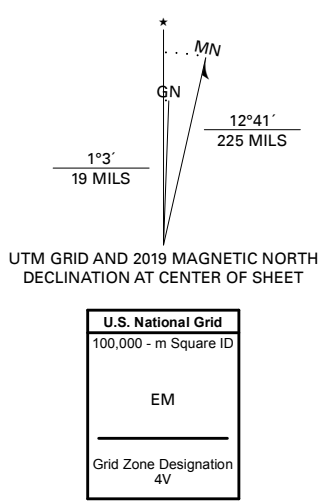 ★
MN
GN
12°41´
225 MILS
1°3´
19 MILS
UTM GRID AND 2019 MAGNETIC NORTH
DECLINATION AT CENTER OF SHEET
U.S. National Grid
100,000 - m Square ID
EM
Grid Zone Designation
4V